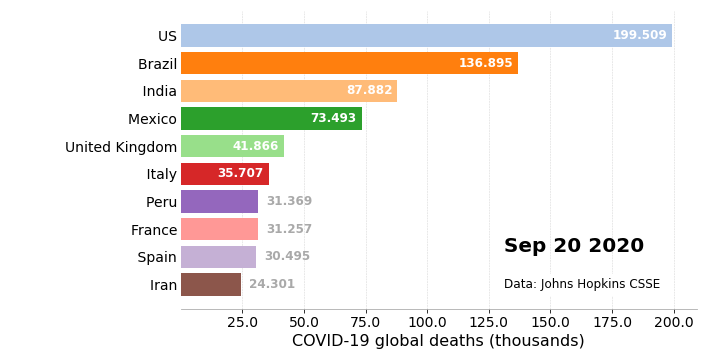 US 199.509
Brazil 136.895
India 87.882
Mexico 73.493
United Kingdom 41.866
Italy 35.707
Peru 31.369
France 31.257
Spain 30.495
Iran 24.301
Sep 20 2020
Data: Johns Hopkins CSSE
25.0 50.0 75.0 100.0 125.0 150.0 175.0 200.0
COVID-19 global deaths (thousands)